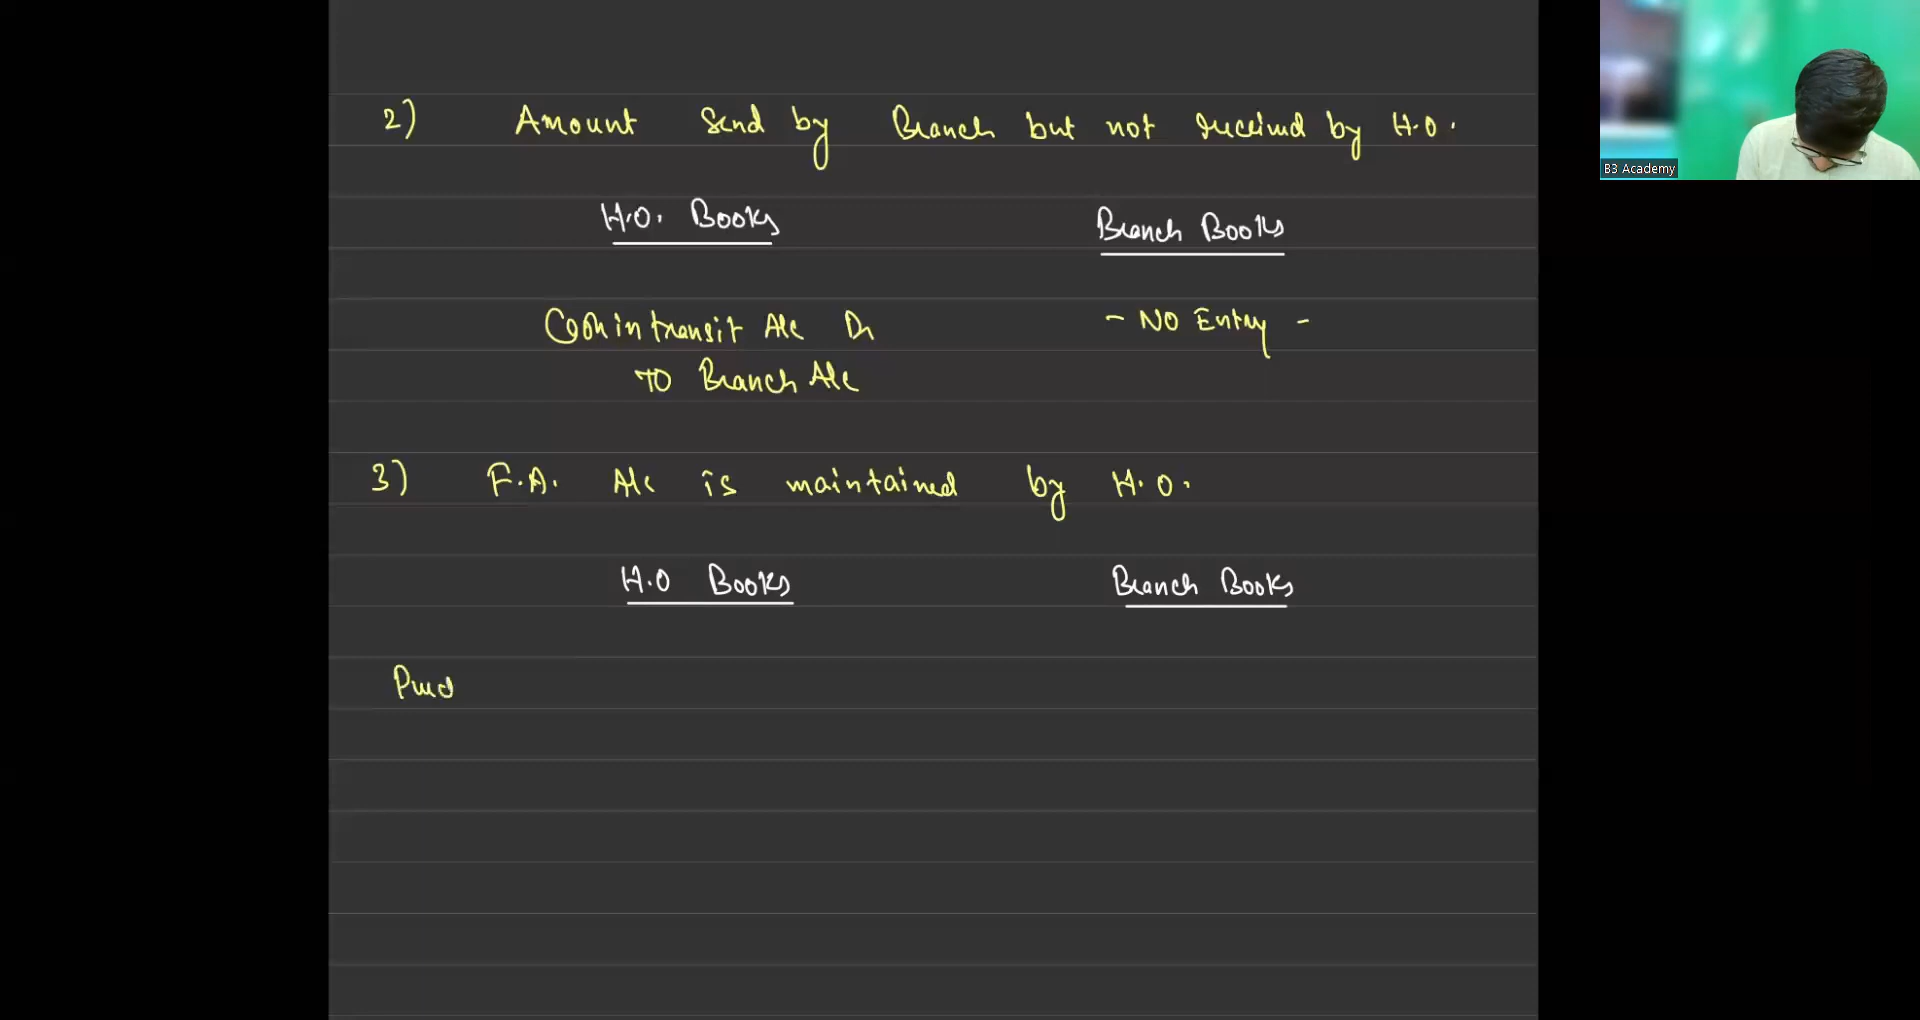 2) Amount Send by Branch but not received by H.O.
H.O. Books Branch Books
Cash in transit A/c Dr - NO Entry -
TO Branch A/c
3) F.A. A/c is maintained by H.O.
H.O Books Branch Books
B3 Academy